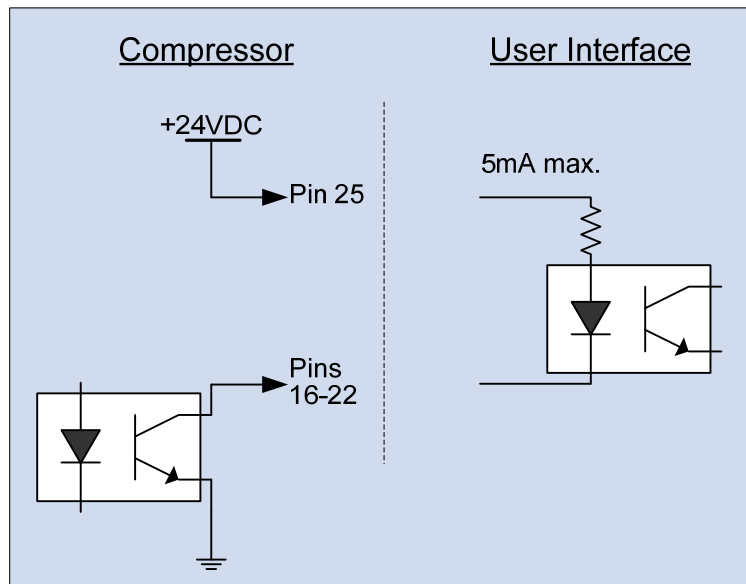 Compressor
User Interface
+24VDC
5mA max.
Pin 25
Pins
16-22